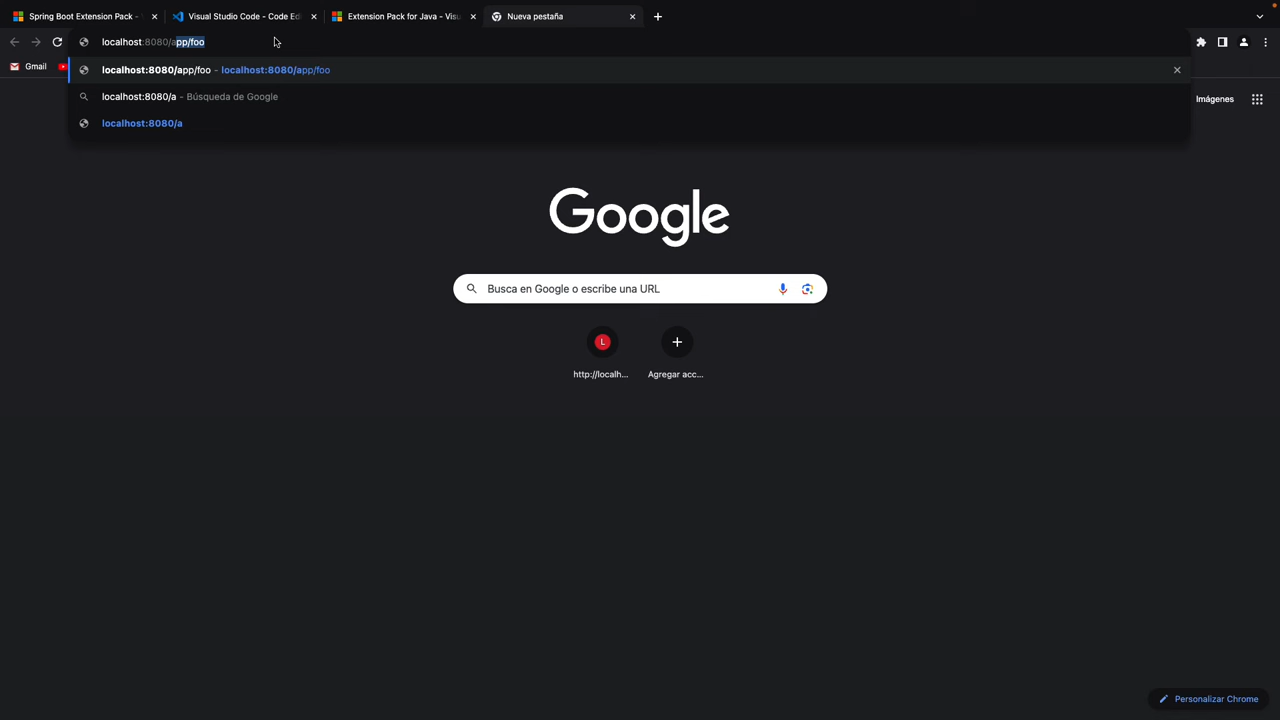 Spring Boot Extension Pack -
Visual Studio Code - Code Edi
Extension Pack for Java - Visu
Nueva pestaña
localhost:8080/app/foo
Gmail
localhost:8080/app/foo - localhost:8080/app/foo
localhost:8080/a - Búsqueda de Google
localhost:8080/a
Imágenes
Google
Busca en Google o escribe una URL
L
http://localh...
Agregar acc...
Personalizar Chrome